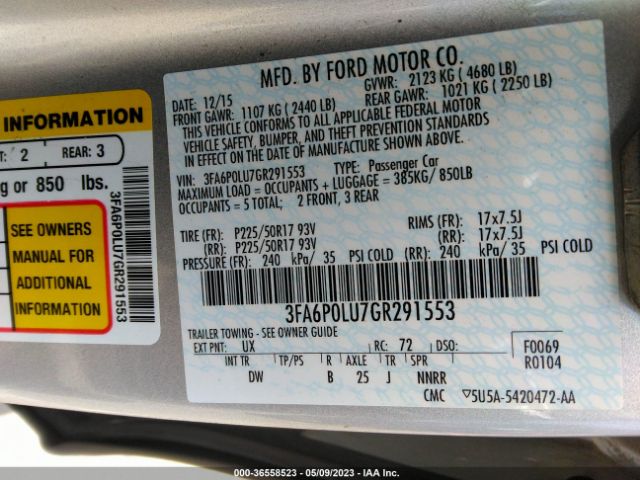 INFORMATION
2 REAR: 3
or 850 lbs.
SEE OWNERS
MANUAL FOR
ADDITIONAL
INFORMATION
3FA6P0LU7GR291553
MFD. BY FORD MOTOR CO.
DATE: 12/15 GVWR: 2123 KG (4680 LB)
FRONT GAWR: 1107 KG (2440 LB) REAR GAWR: 1021 KG (2250 LB)
THIS VEHICLE CONFORMS TO ALL APPLICABLE FEDERAL MOTOR
VEHICLE SAFETY, BUMPER, AND THEFT PREVENTION STANDARDS
IN EFFECT ON THE DATE OF MANUFACTURE SHOWN ABOVE.
VIN: 3FA6P0LU7GR291553 TYPE: Passenger Car
MAXIMUM LOAD = OCCUPANTS + LUGGAGE = 385KG/850LB
OCCUPANTS = 5 TOTAL; 2 FRONT, 3 REAR
TIRE (FR): P225/50R17 93V RIMS (FR): 17x7.5J
(RR): P225/50R17 93V (RR): 17x7.5J
PRESSURE (FR): 240 kPa/ 35 PSI COLD (RR): 240 kPa/ 35 PSI COLD
3FA6P0LU7GR291553
TRAILER TOWING - SEE OWNER GUIDE
EXT PNT: UX RC: 72 DSO: F0069
INT TR TP/PS R AXLE TR SPR R0104
DW B 25 J NNRR
CMC ▽5U5A-5420472-AA
000-36558523 - 05/09/2023 - IAA Inc.